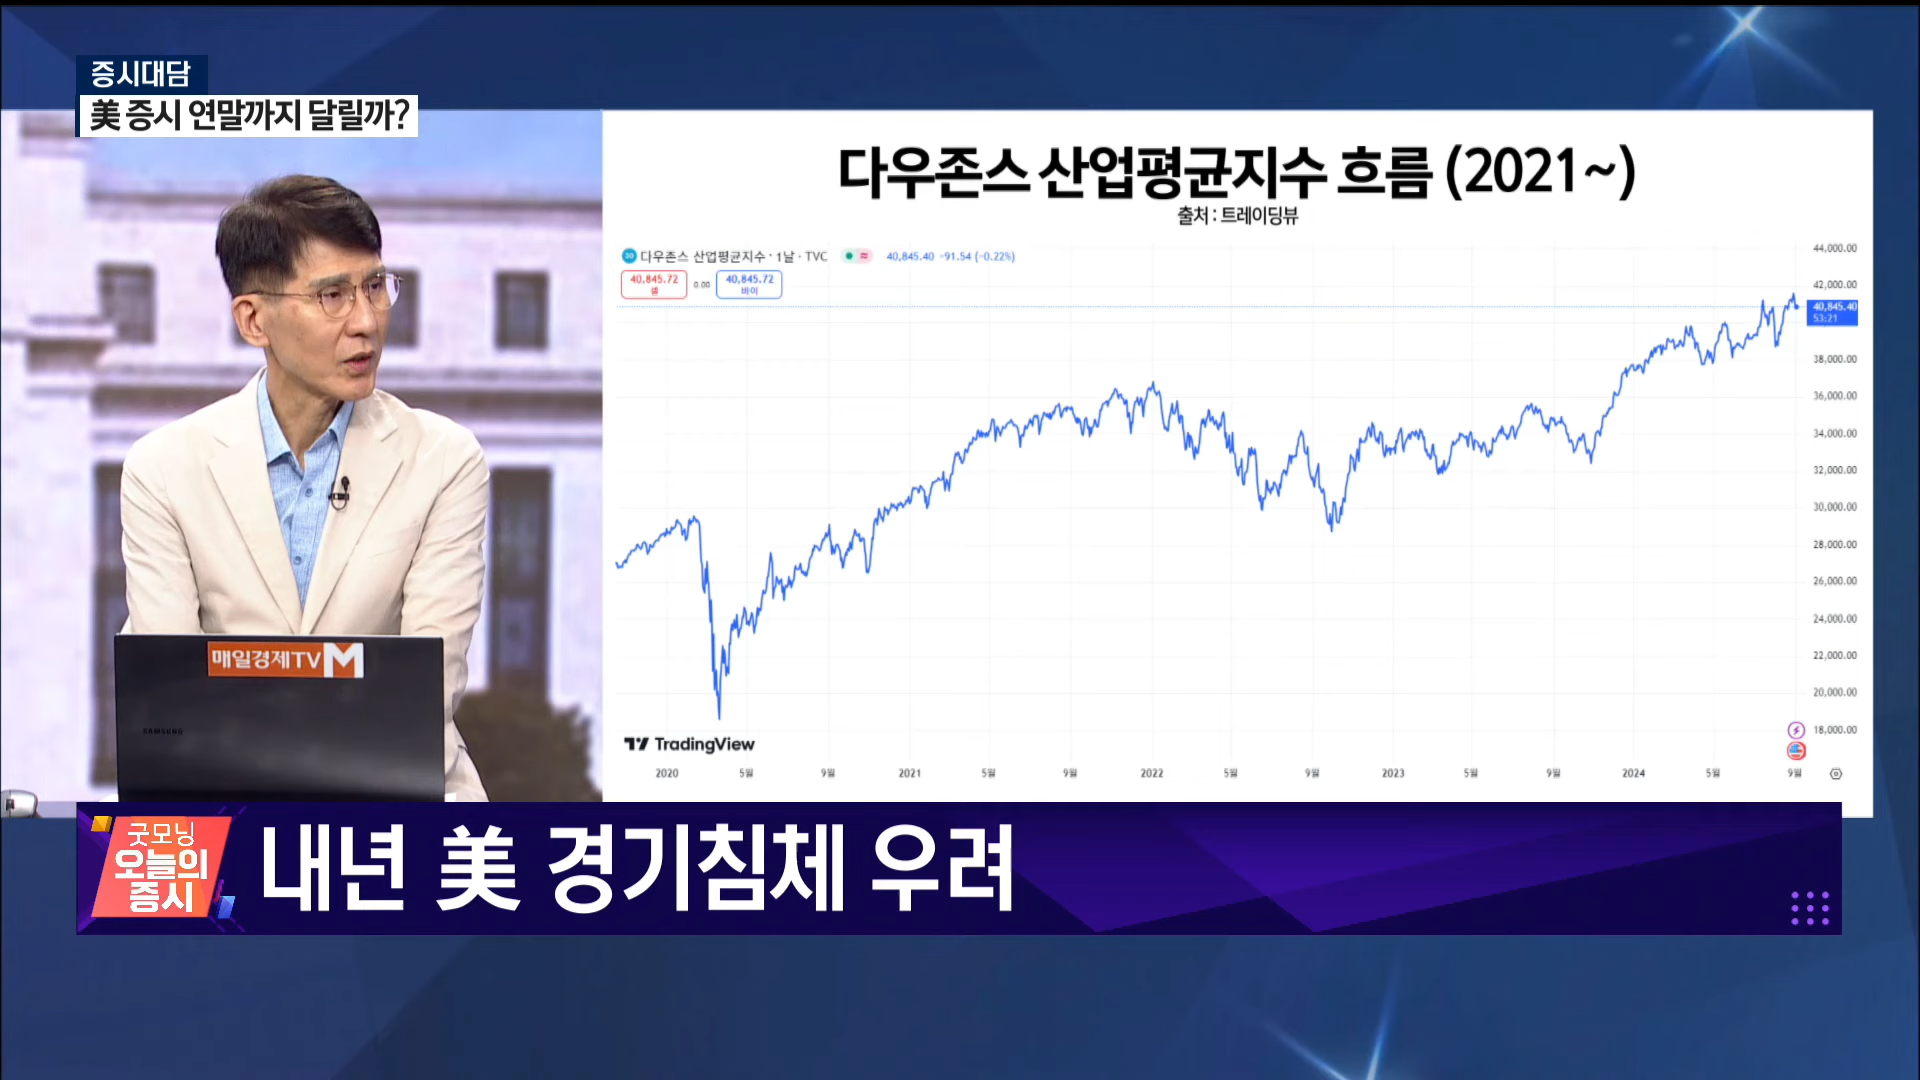 증시대담
美 증시 연말까지 달릴까?
다우존스 산업평균지수 흐름 (2021~)
출처 : 트레이딩뷰
30 다우존스 산업평균지수 · 1날 · TVC 40,845.40 -91.54 (-0.22%)
40,845.72 0.00 40,845.72
셀 바이
44,000.00
42,000.00
40,845.40
53:21
38,000.00
36,000.00
34,000.00
32,000.00
30,000.00
28,000.00
26,000.00
24,000.00
22,000.00
20,000.00
18,000.00
TradingView
2020 5월 9월 2021 5월 9월 2022 5월 9월 2023 5월 9월 2024 5월 9월
매일경제TV M
SAMSUNG
굿모닝
오늘의
증시
내년 美 경기침체 우려